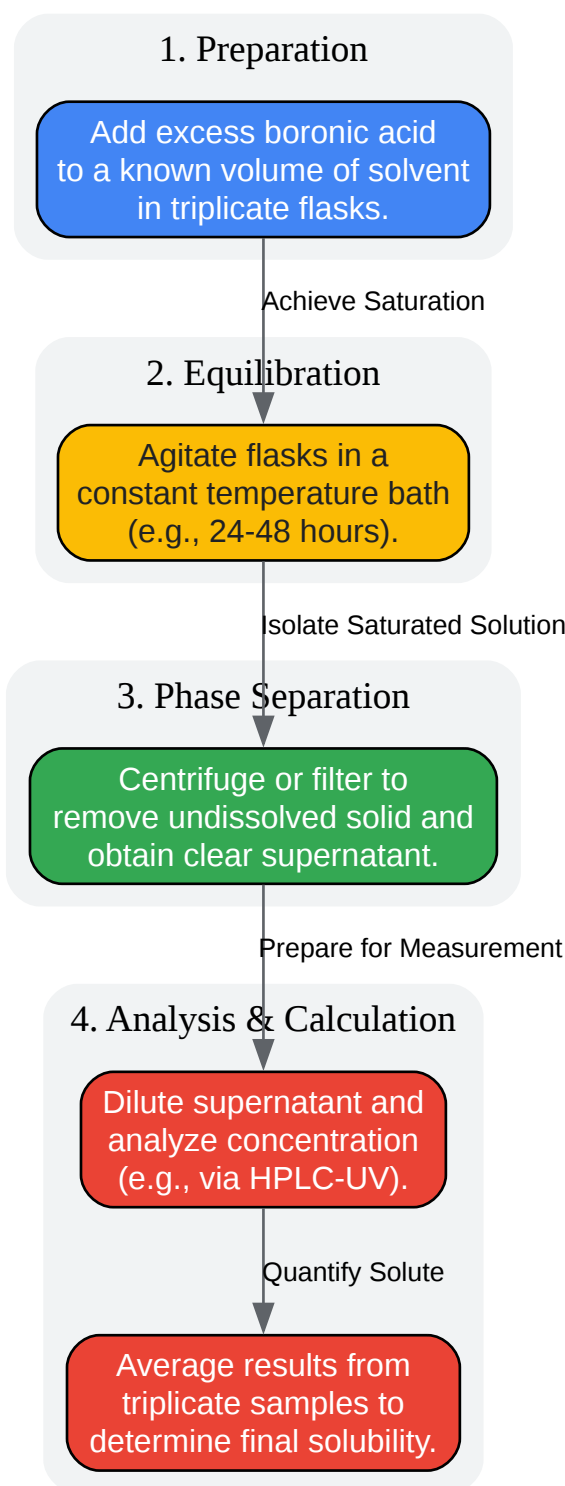 1. Preparation
Add excess boronic acid
to a known volume of solvent
in triplicate flasks.
Achieve Saturation
2. Equilibration
Agitate flasks in a
constant temperature bath
(e.g., 24-48 hours).
Isolate Saturated Solution
3. Phase Separation
Centrifuge or filter to
remove undissolved solid and
obtain clear supernatant.
Prepare for Measurement
4. Analysis & Calculation
Dilute supernatant and
analyze concentration
(e.g., via HPLC-UV).
Quantify Solute
Average results from
triplicate samples to
determine final solubility.